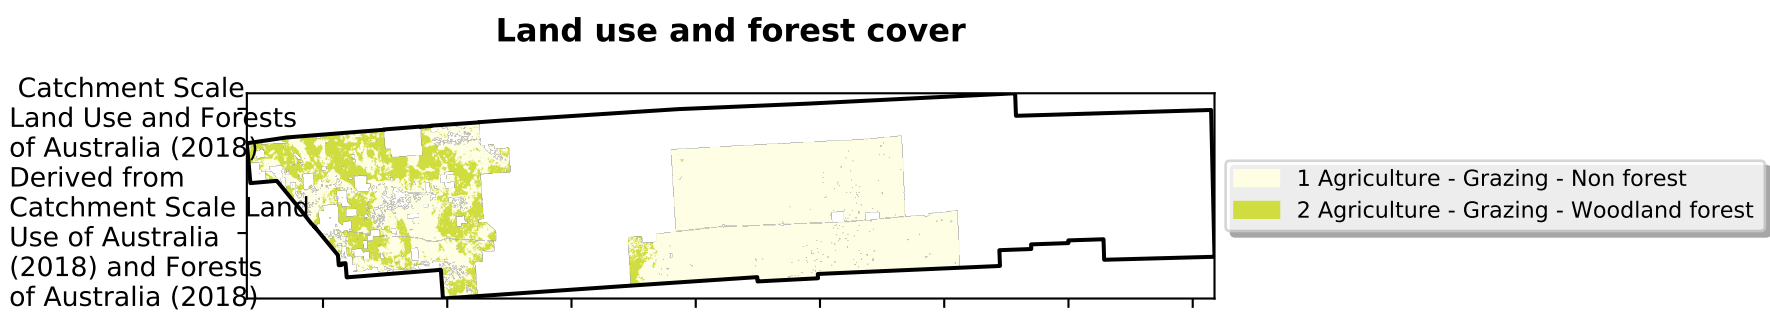 Land use and forest cover
Catchment Scale
Land Use and Forests
of Australia (2018)
Derived from
Catchment Scale Land
Use of Australia
(2018) and Forests
of Australia (2018)
1 Agriculture - Grazing - Non forest
2 Agriculture - Grazing - Woodland forest